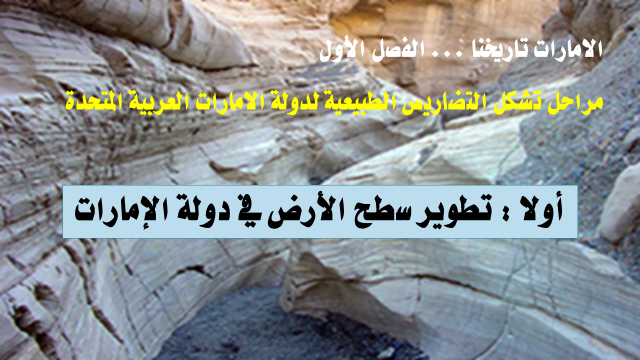 الامارات تاريخنا ... الفصل الأول
مراحل تشكل التضاريس الطبيعية لدولة الامارات العربية المتحدة
أولا : تطوير سطح الأرض في دولة الإمارات